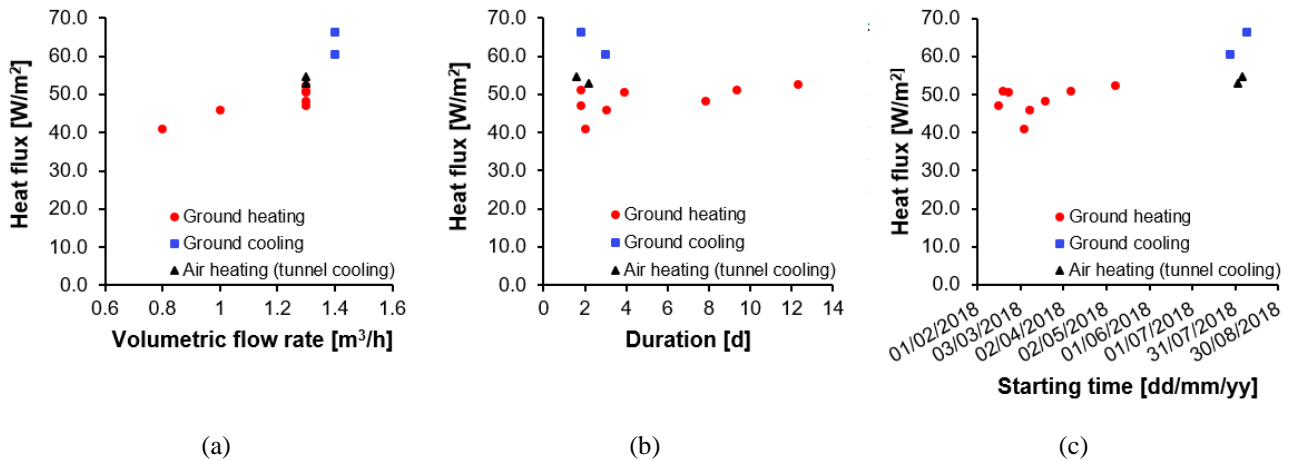 70.0
60.0
50.0
40.0
30.0
20.0
10.0
0.0
Heat flux [W/m²]
Ground heating
Ground cooling
Air heating (tunnel cooling)
0.6 0.8 1 1.2 1.4 1.6
Volumetric flow rate [m³/h]
(a)
70.0
60.0
50.0
40.0
30.0
20.0
10.0
0.0
Heat flux [W/m²]
Ground heating
Ground cooling
Air heating (tunnel cooling)
0 2 4 6 8 10 12 14
Duration [d]
(b)
70.0
60.0
50.0
40.0
30.0
20.0
10.0
0.0
Heat flux [W/m²]
Ground heating
Ground cooling
Air heating (tunnel cooling)
01/02/2018
03/03/2018
02/04/2018
02/05/2018
01/06/2018
01/07/2018
31/07/2018
30/08/2018
Starting time [dd/mm/yy]
(c)